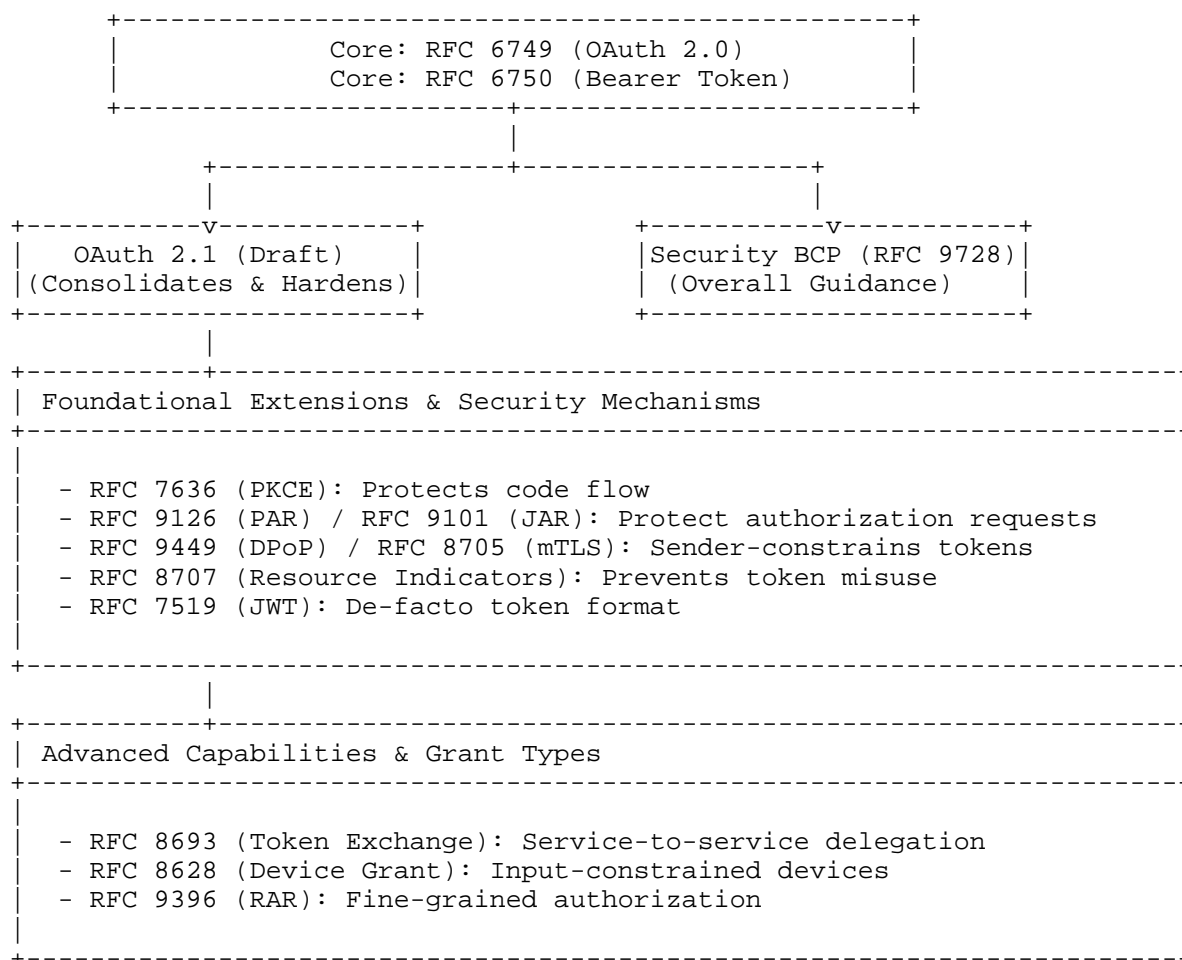 Core: RFC 6749 (OAuth 2.0)
Core: RFC 6750 (Bearer Token)
OAuth 2.1 (Draft)
(Consolidates & Hardens)
Security BCP (RFC 9728)
(Overall Guidance)
Foundational Extensions & Security Mechanisms
- RFC 7636 (PKCE): Protects code flow
- RFC 9126 (PAR) / RFC 9101 (JAR): Protect authorization requests
- RFC 9449 (DPoP) / RFC 8705 (mTLS): Sender-constrains tokens
- RFC 8707 (Resource Indicators): Prevents token misuse
- RFC 7519 (JWT): De-facto token format
Advanced Capabilities & Grant Types
- RFC 8693 (Token Exchange): Service-to-service delegation
- RFC 8628 (Device Grant): Input-constrained devices
- RFC 9396 (RAR): Fine-grained authorization